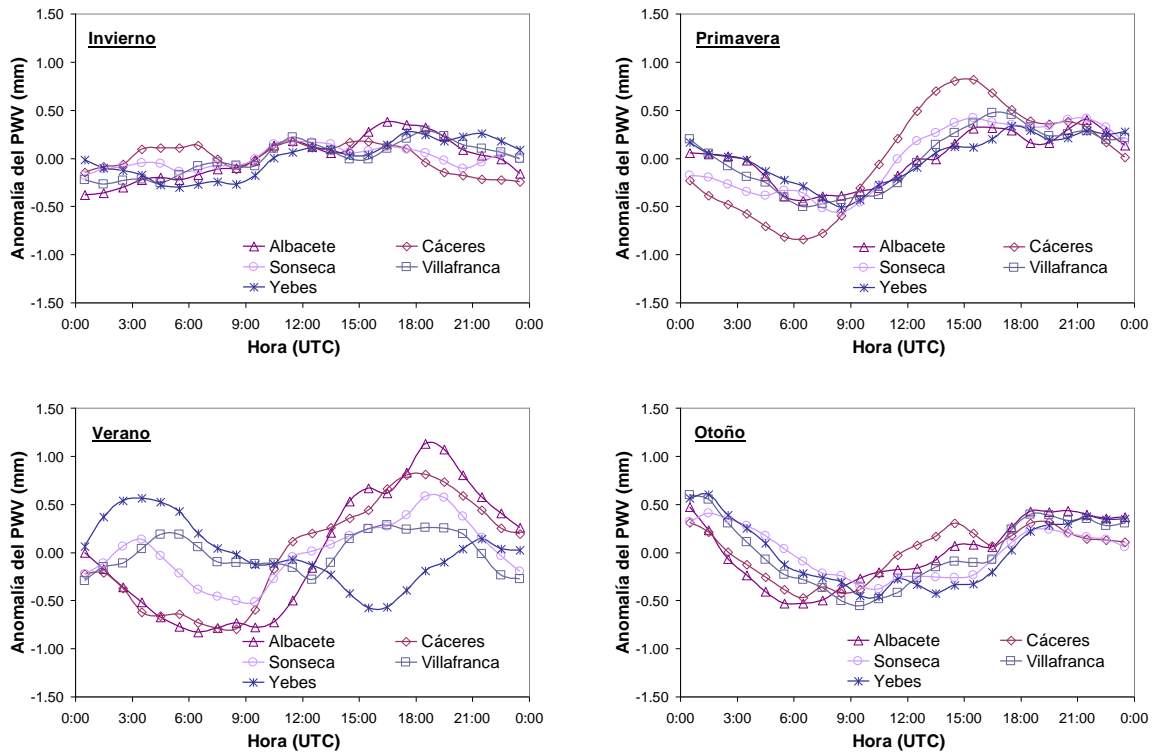 Invierno
Anomalía del PWV (mm)
1.50
1.00
0.50
0.00
-0.50
-1.00
-1.50
Albacete
Cáceres
Sonseca
Villafranca
Yebes
0:00 3:00 6:00 9:00 12:00 15:00 18:00 21:00 0:00
Hora (UTC)
Primavera
Anomalía del PWV (mm)
1.50
1.00
0.50
0.00
-0.50
-1.00
-1.50
Albacete
Cáceres
Sonseca
Villafranca
Yebes
0:00 3:00 6:00 9:00 12:00 15:00 18:00 21:00 0:00
Hora (UTC)
Verano
Anomalía del PWV (mm)
1.50
1.00
0.50
0.00
-0.50
-1.00
-1.50
Albacete
Cáceres
Sonseca
Villafranca
Yebes
0:00 3:00 6:00 9:00 12:00 15:00 18:00 21:00 0:00
Hora (UTC)
Otoño
Anomalía del PWV (mm)
1.50
1.00
0.50
0.00
-0.50
-1.00
-1.50
Albacete
Cáceres
Sonseca
Villafranca
Yebes
0:00 3:00 6:00 9:00 12:00 15:00 18:00 21:00 0:00
Hora (UTC)